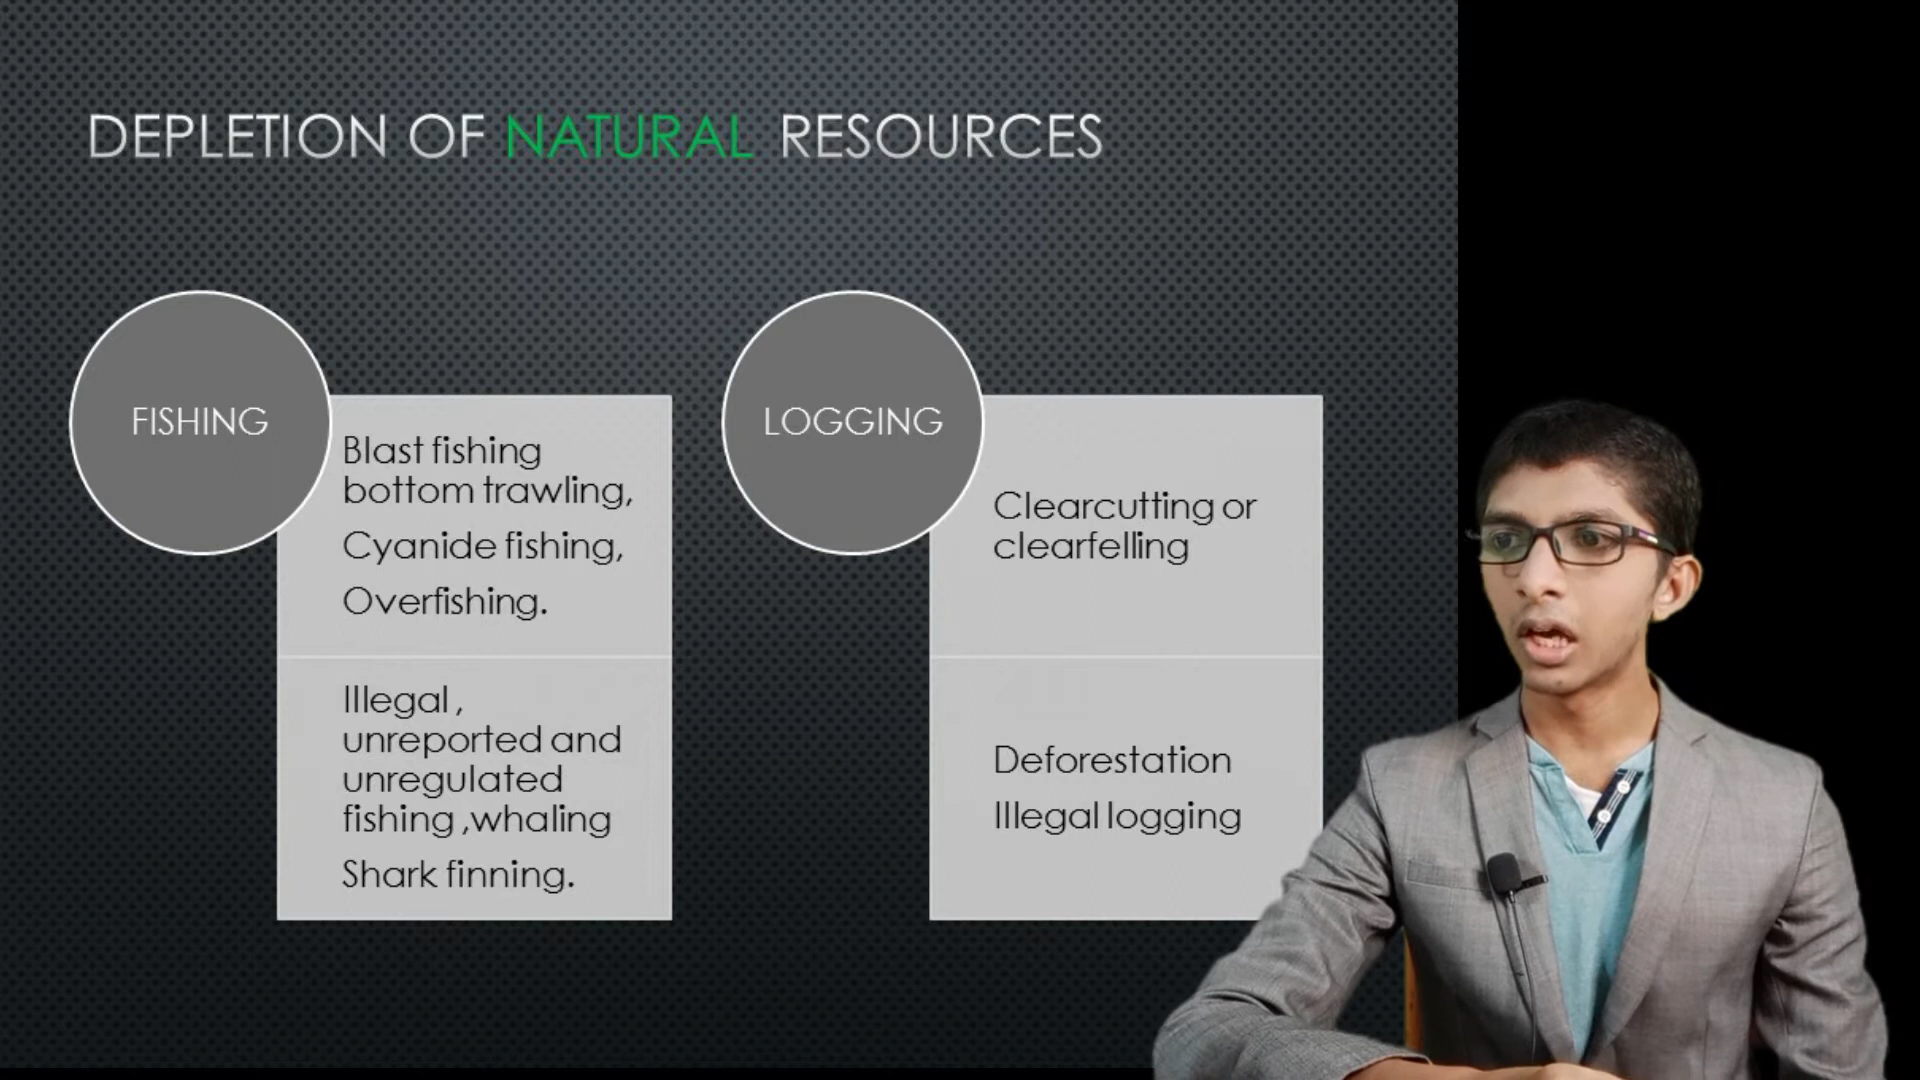 DEPLETION OF NATURAL RESOURCES
FISHING
Blast fishing
bottom trawling,
Cyanide fishing,
Overfishing.
Illegal ,
unreported and
unregulated
fishing ,whaling
Shark finning.
LOGGING
Clearcutting or
clearfelling
Deforestation
Illegal logging